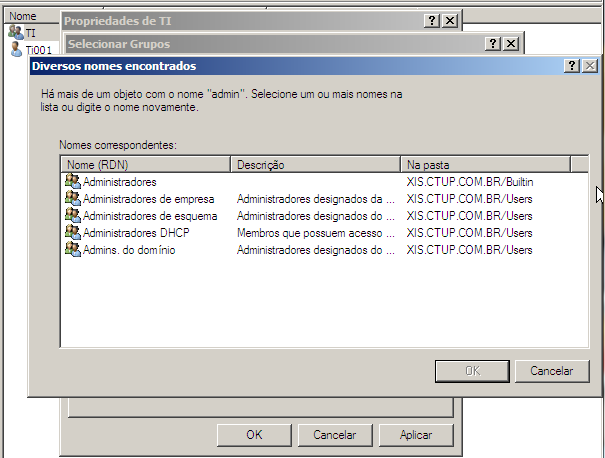 Nome
Propriedades de TI
TI
Selecionar Grupos
Ti001
Diversos nomes encontrados
Há mais de um objeto com o nome "admin". Selecione um ou mais nomes na
lista ou digite o nome novamente.
Nomes correspondentes:
Nome (RDN) Descrição Na pasta
Administradores XIS.CTUP.COM.BR/Builtin
Administradores de empresa Administradores designados da ... XIS.CTUP.COM.BR/Users
Administradores de esquema Administradores designados do ... XIS.CTUP.COM.BR/Users
Administradores DHCP Membros que possuem acesso ... XIS.CTUP.COM.BR/Users
Admins. do domínio Administradores designados do ... XIS.CTUP.COM.BR/Users
OK Cancelar
OK Cancelar Aplicar